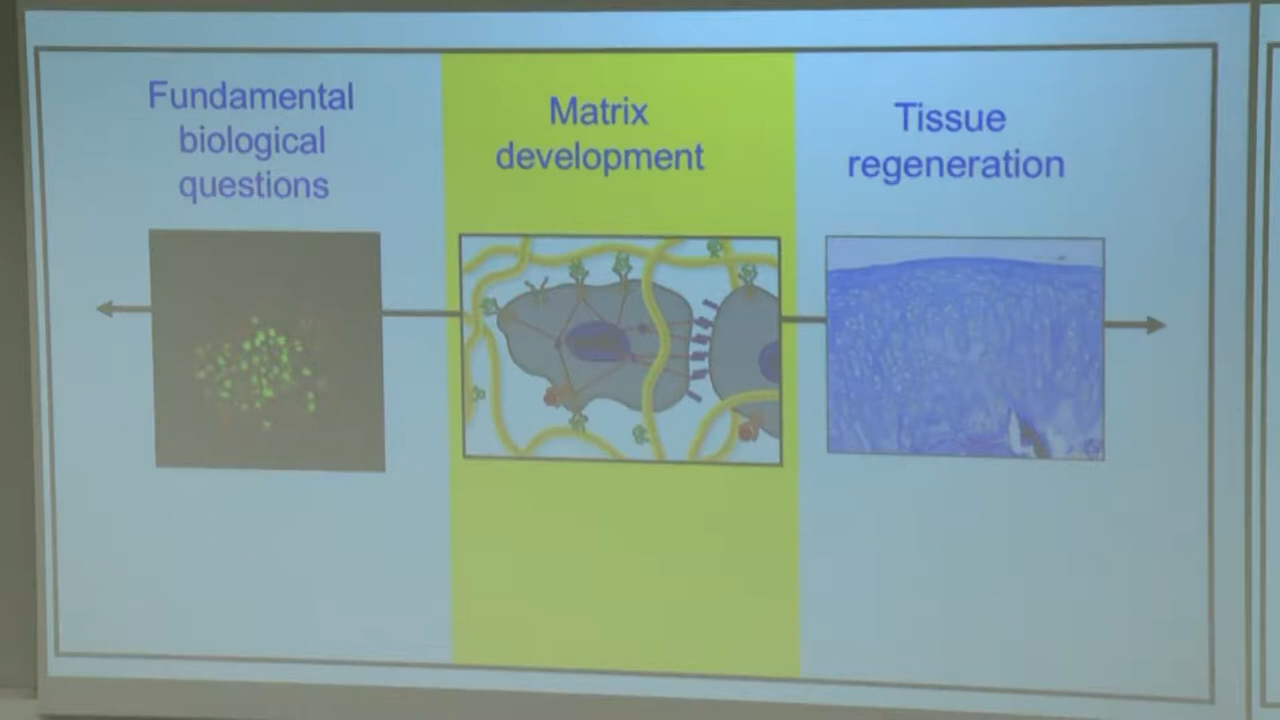 Fundamental
biological
questions
Matrix
development
Tissue
regeneration